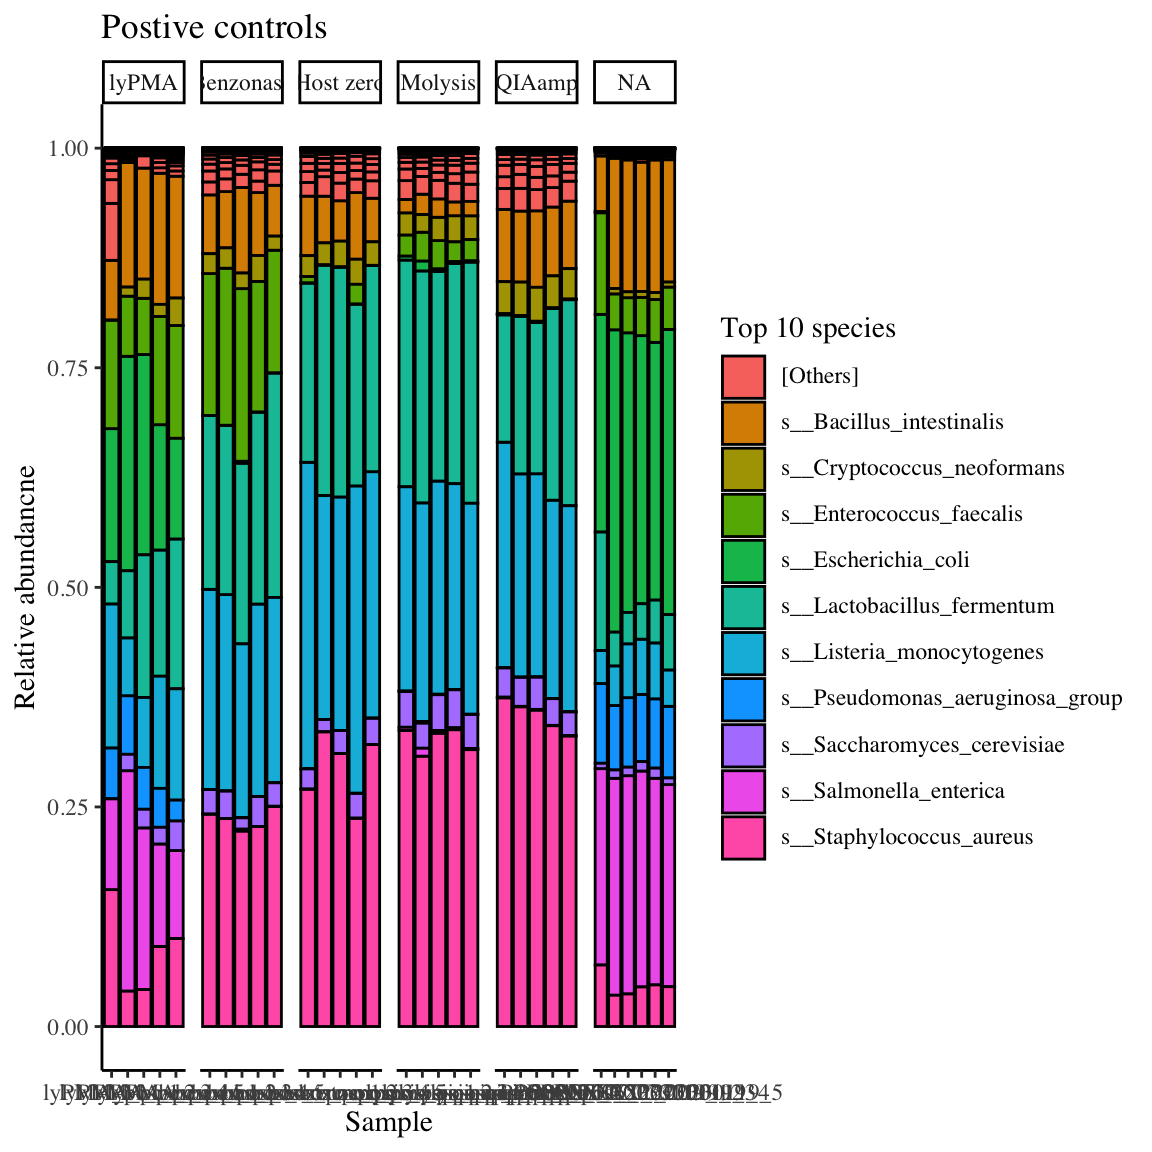 Postive controls
lyPMA
Benzonas
Host zero
Molysis
QIAamp
NA
1.00
0.75
0.50
0.25
0.00
Relative abundancne
Sample
Top 10 species
[Others]
s__Bacillus_intestinalis
s__Cryptococcus_neoformans
s__Enterococcus_faecalis
s__Escherichia_coli
s__Lactobacillus_fermentum
s__Listeria_monocytogenes
s__Pseudomonas_aeruginosa_group
s__Saccharomyces_cerevisiae
s__Salmonella_enterica
s__Staphylococcus_aureus